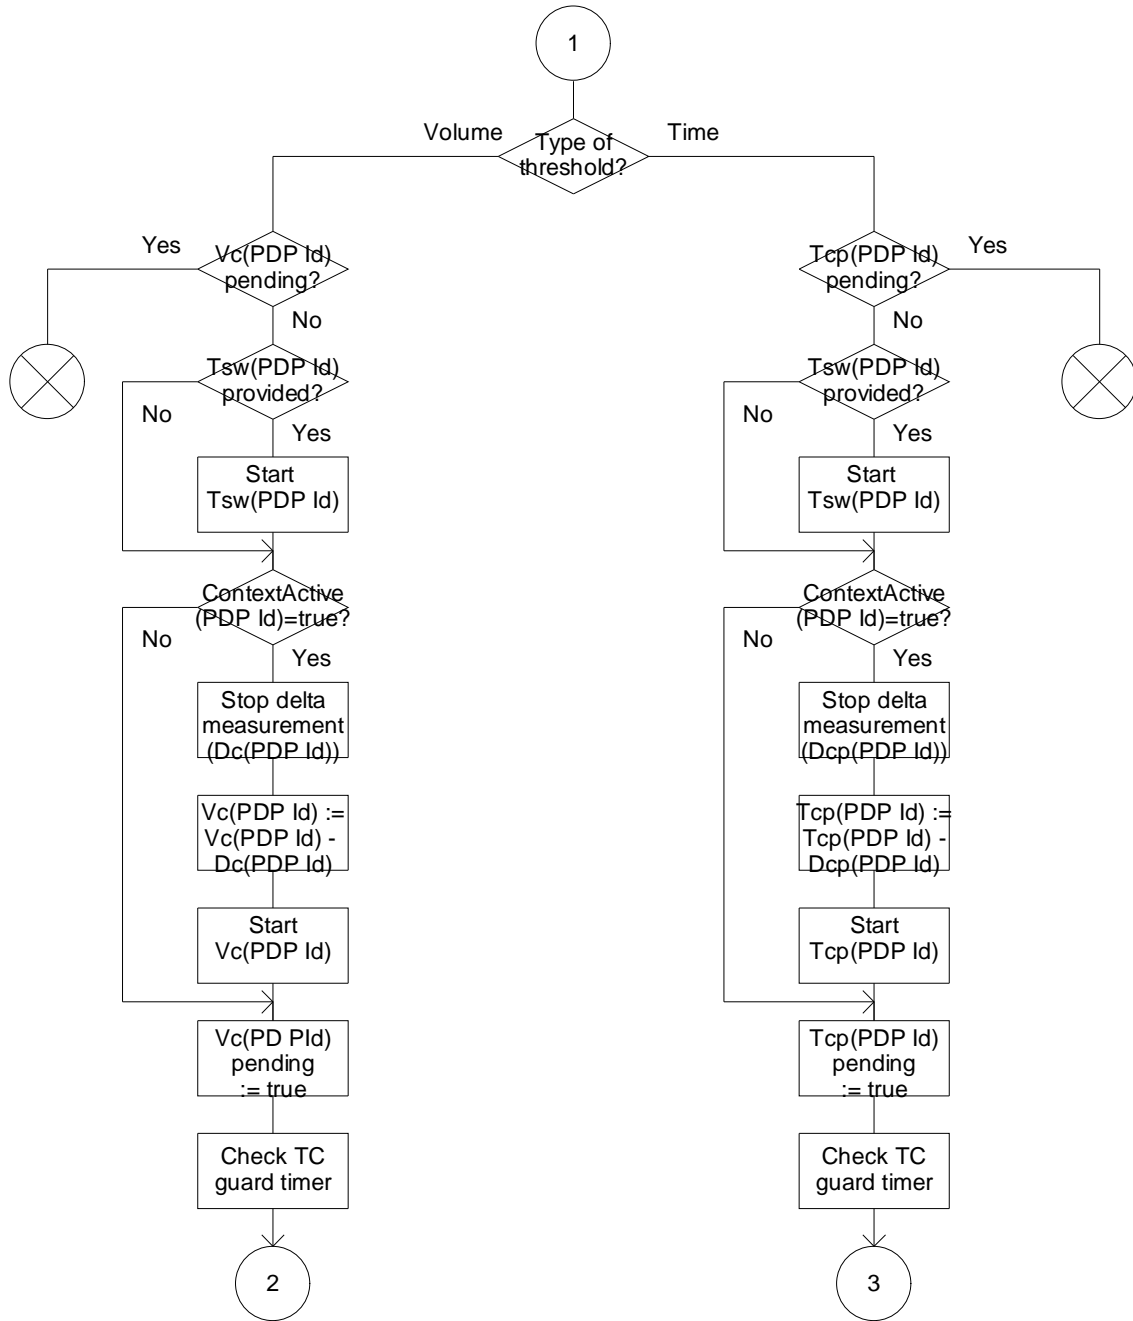 1
Volume
Type of
threshold?
Time
Yes
Vc(PDP Id)
pending?
No
Tsw(PDP Id)
provided?
No
Yes
Start
Tsw(PDP Id)
ContextActive
(PDP Id)=true?
No
Yes
Stop delta
measurement
(Dc(PDP Id))
Vc(PDP Id) :=
Vc(PDP Id) -
Dc(PDP Id)
Start
Vc(PDP Id)
Vc(PD PId)
pending
:= true
Check TC
guard timer
2
Tcp(PDP Id)
pending?
Yes
No
Tsw(PDP Id)
provided?
No
Yes
Start
Tsw(PDP Id)
ContextActive
(PDP Id)=true?
No
Yes
Stop delta
measurement
(Dcp(PDP Id))
Tcp(PDP Id) :=
Tcp(PDP Id) -
Dcp(PDP Id)
Start
Tcp(PDP Id)
Tcp(PDP Id)
pending
:= true
Check TC
guard timer
3